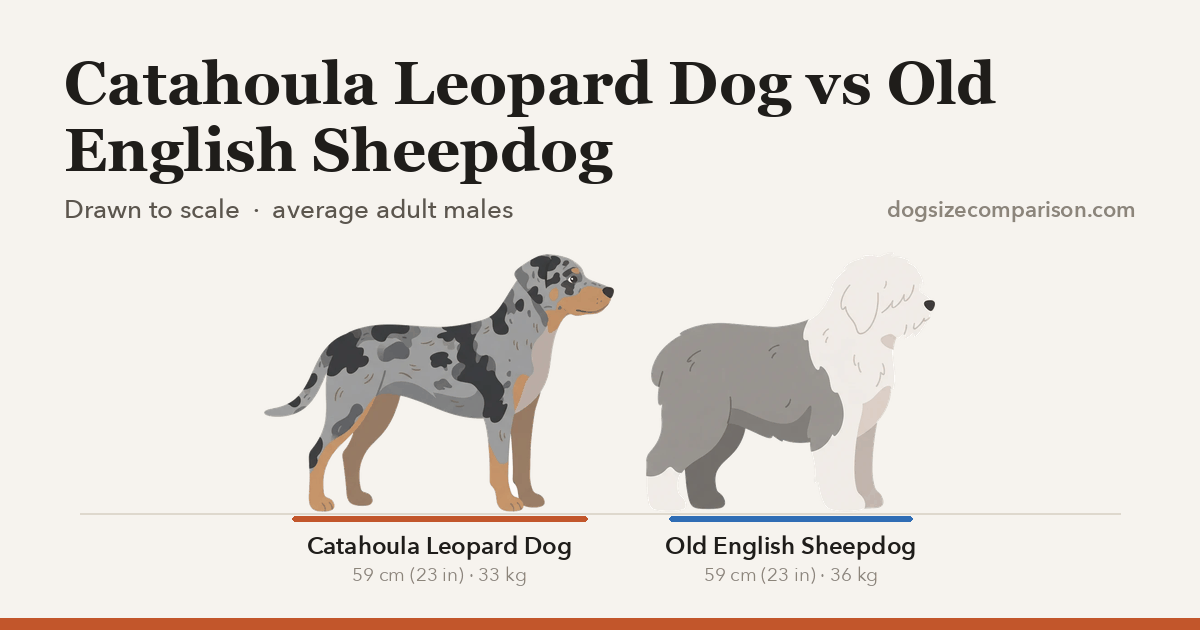 Catahoula Leopard Dog vs Old
English Sheepdog
Drawn to scale · average adult males
dogsizecomparison.com
Catahoula Leopard Dog
59 cm (23 in) · 33 kg
Old English Sheepdog
59 cm (23 in) · 36 kg